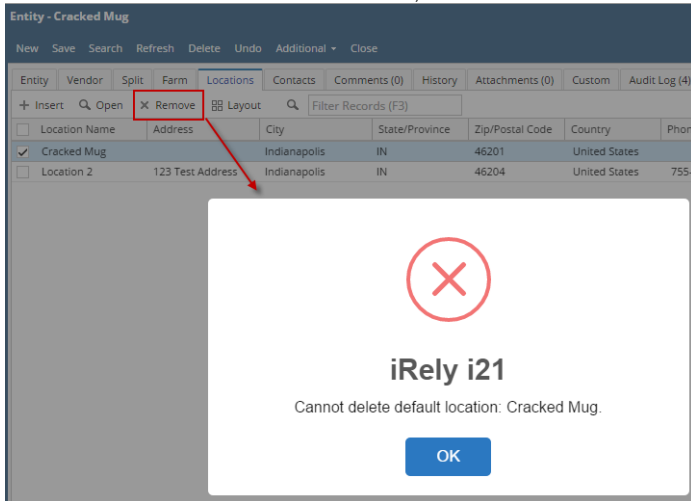 Entity - Cracked Mug
New Save Search Refresh Delete Undo Additional Close
Entity Vendor Split Farm Locations Contacts Comments (0) History Attachments (0) Custom Audit Log (4)
Insert Open Remove Layout Filter Records (F3)
Location Name Address City State/Province Zip/Postal Code Country
Cracked Mug Indianapolis IN 46201 United States
Location 2 123 Test Address Indianapolis IN 46204 United States
iRely i21
Cannot delete default location: Cracked Mug.
OK